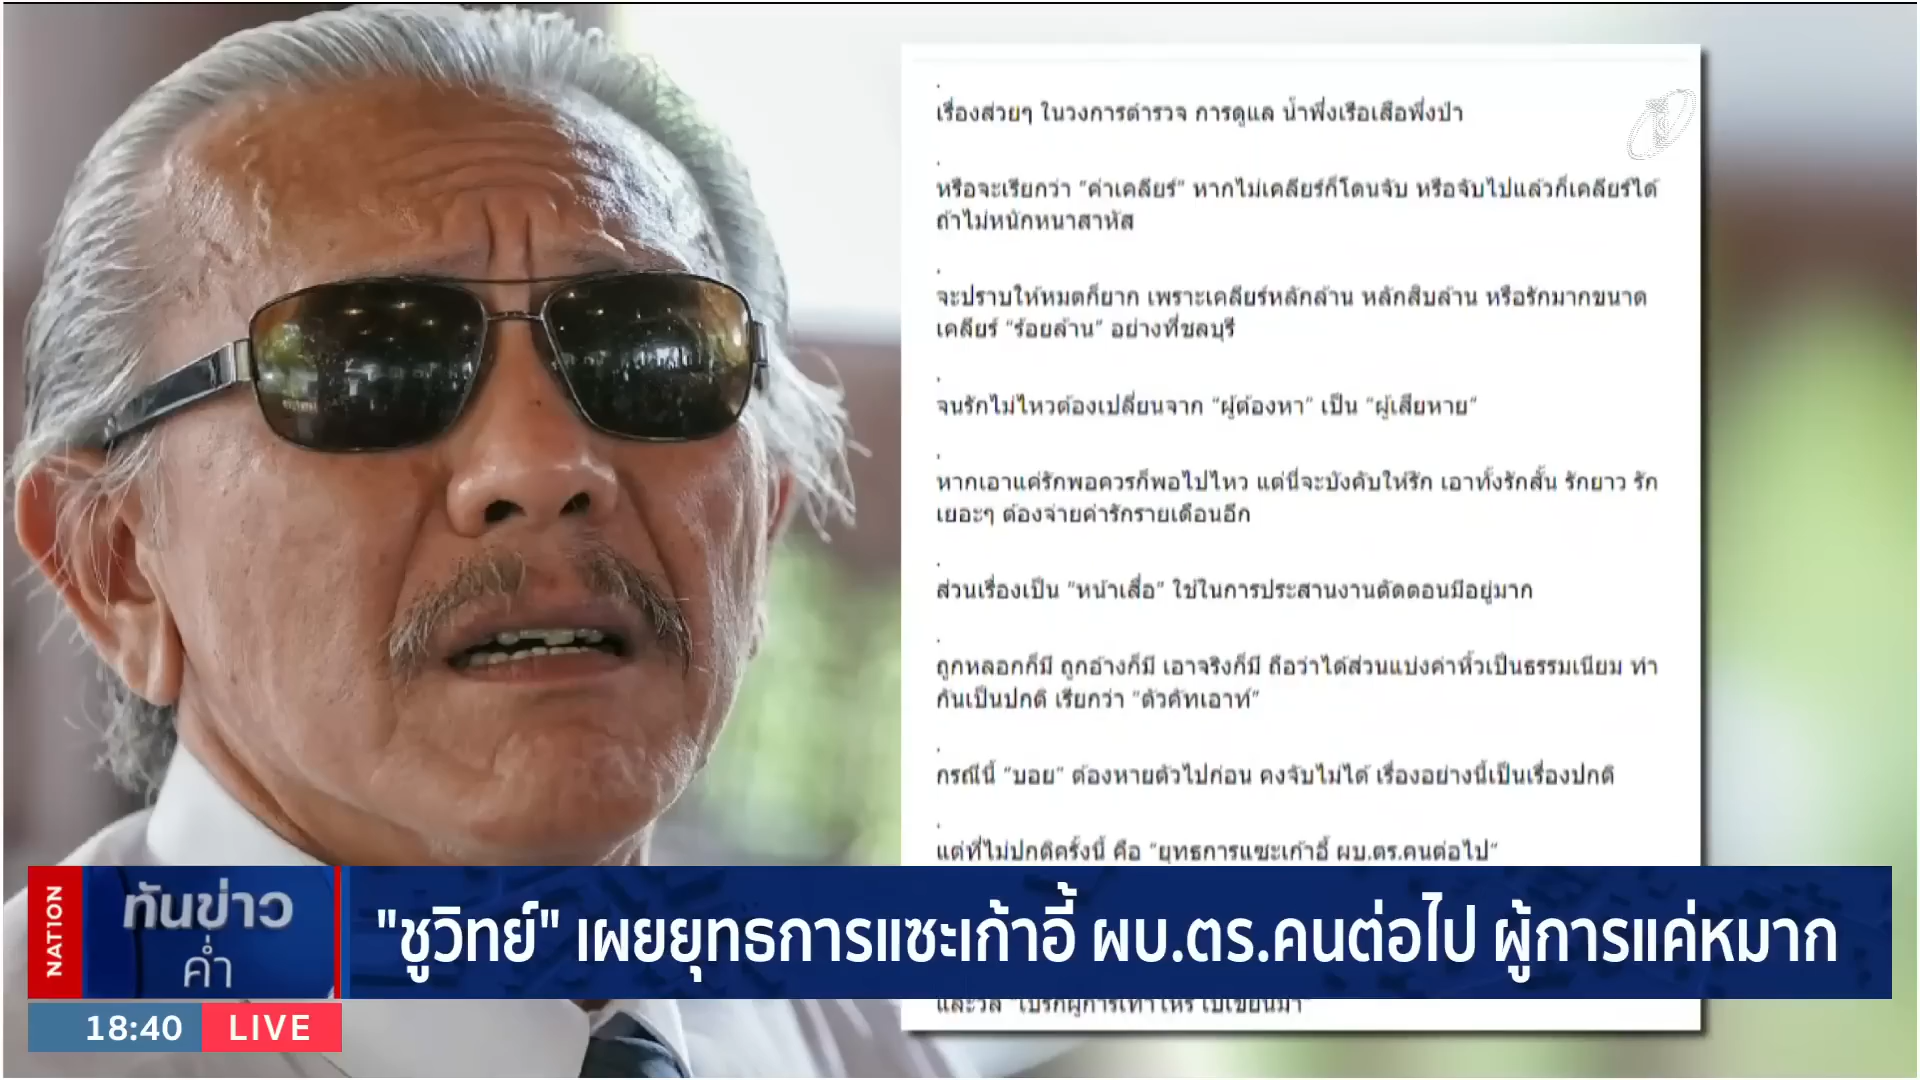 .
เรื่องส่วยๆ ในวงการตำรวจ การดูแล น้ำพึ่งเรือเสือพึ่งป่า
.
หรือจะเรียกว่า “ค่าเคลียร์” หากไม่เคลียร์ก็โดนจับ หรือจับไปแล้วก็เคลียร์ได้
ถ้าไม่หนักหนาสาหัส
.
จะปราบให้หมดก็ยาก เพราะเคลียร์หลักล้าน หลักสิบล้าน หรือรักมากขนาด
เคลียร์ “ร้อยล้าน” อย่างที่ชลบุรี
.
จนรักไม่ไหวต้องเปลี่ยนจาก “ผู้ต้องหา” เป็น “ผู้เสียหาย”
.
หากเอาแค่รักพอควรก็พอไปไหว แต่นี่จะบังคับให้รัก เอาทั้งรักสั้น รักยาว รัก
เยอะๆ ต้องจ่ายค่ารักรายเดือนอีก
.
ส่วนเรื่องเป็น “หน้าเสื่อ” ใช้ในการประสานงานตัดตอนมีอยู่มาก
.
ถูกหลอกก็มี ถูกอ้างก็มี เอาจริงก็มี ถือว่าได้ส่วนแบ่งค่าหิ้วเป็นธรรมเนียม ทำ
กันเป็นปกติ เรียกว่า “ตัวคัทเอาท์”
.
กรณีนี้ “บอย” ต้องหายตัวไปก่อน คงจับไม่ได้ เรื่องอย่างนี้เป็นเรื่องปกติ
.
แต่ที่ไม่ปกติครั้งนี้ คือ “ยุทธการแซะเก้าอี้ ผบ.ตร.คนต่อไป”
NATION
ทันข่าว
ค่ำ
"ชูวิทย์" เผยยุทธการแซะเก้าอี้ ผบ.ตร.คนต่อไป ผู้การแค่หมาก
18:40 LIVE